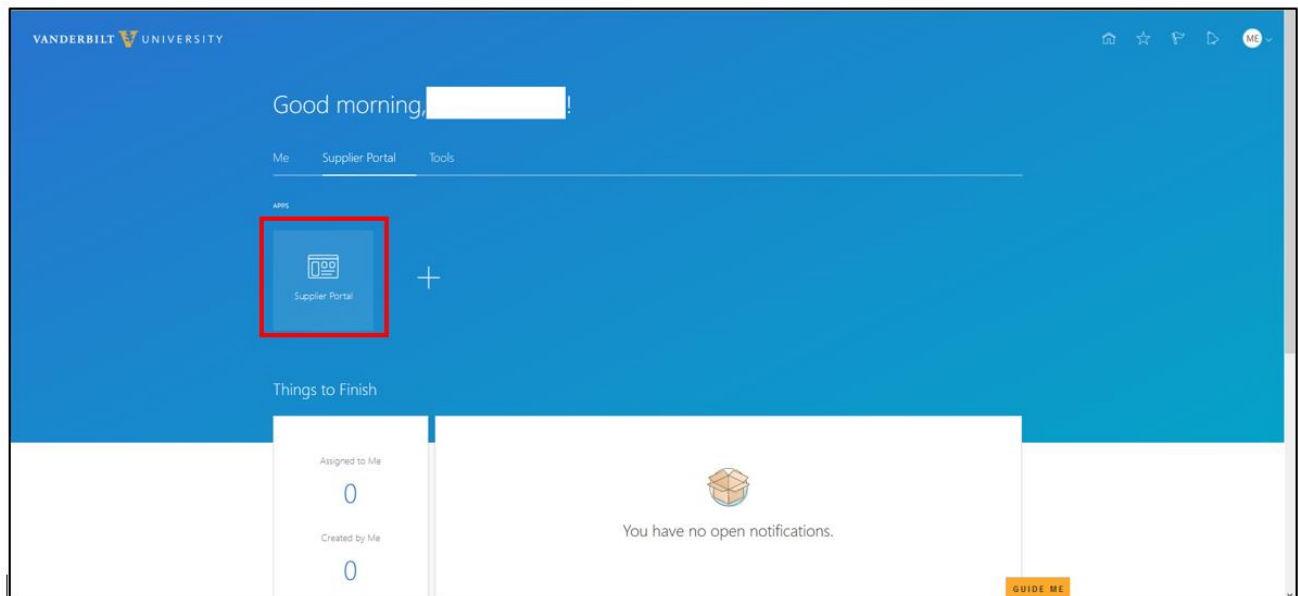 VANDERBILT V UNIVERSITY
ME
Good morning, !
Me Supplier Portal Tools
APPS
Supplier Portal
Things to Finish
Assigned to Me
0
Created by Me
0
You have no open notifications.
GUIDE ME